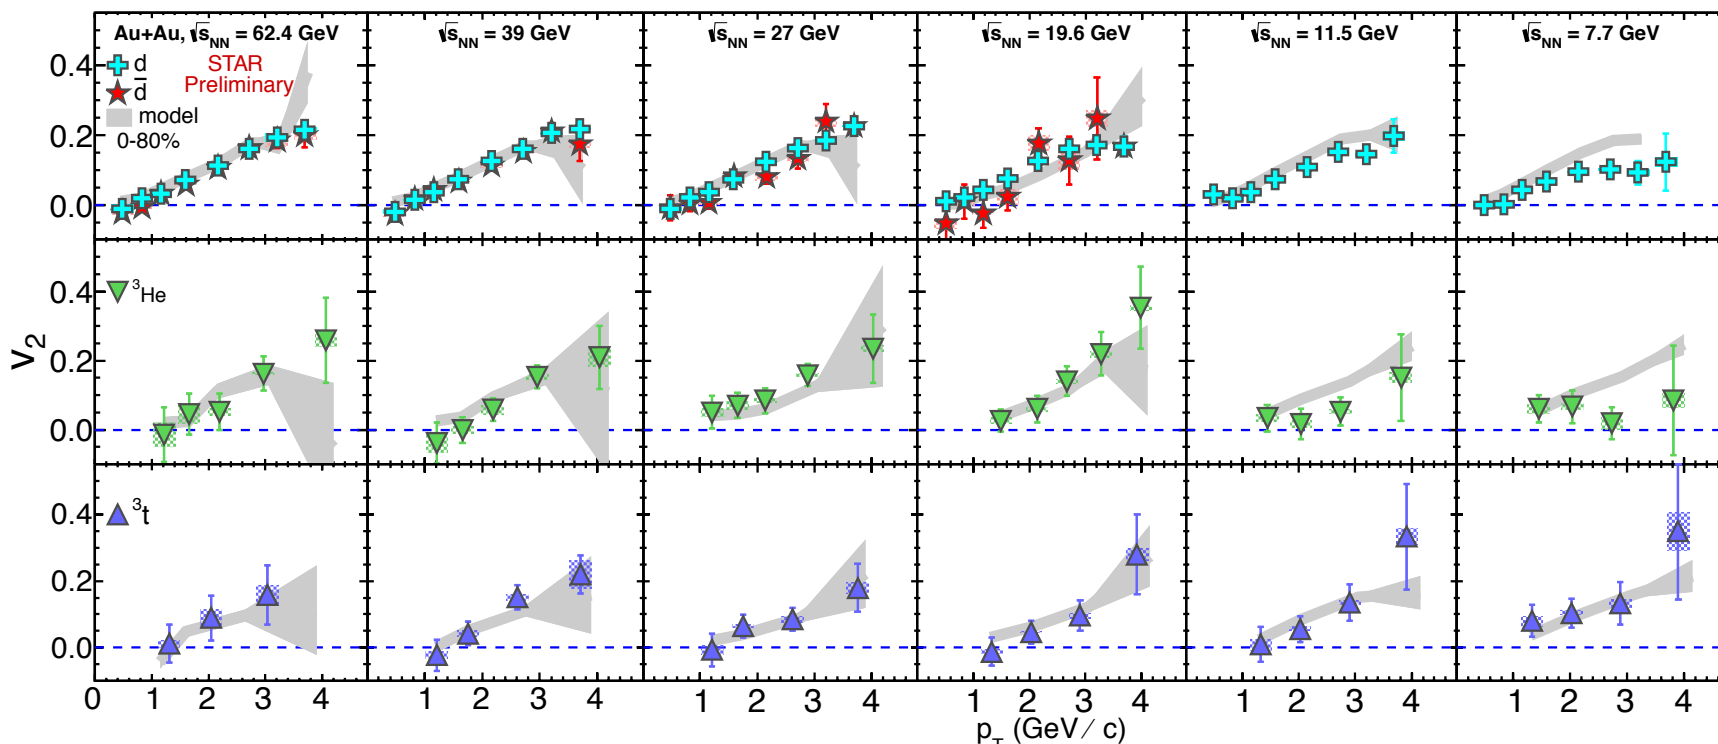 Au+Au, √sNN = 62.4 GeV
√sNN = 39 GeV
√sNN = 27 GeV
√sNN = 19.6 GeV
√sNN = 11.5 GeV
√sNN = 7.7 GeV
d
STAR
Preliminary
d̅
model
0-80%
0.4
0.2
0.0
³He
0.4
0.2
0.0
v2
³t
0.4
0.2
0.0
0 1 2 3 4
1 2 3 4
1 2 3 4
1 2 3 4
1 2 3 4
1 2 3 4
pT (GeV/c)